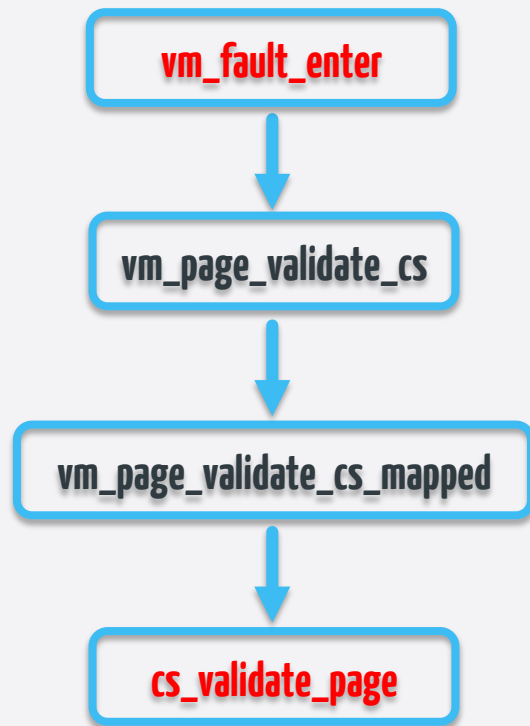 vm_fault_enter
vm_page_validate_cs
vm_page_validate_cs_mapped
cs_validate_page